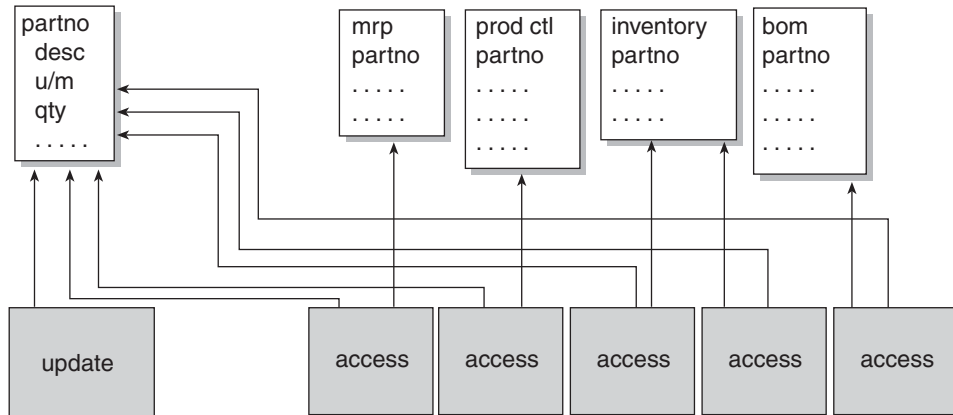 partno
desc
u/m
qty
. . . . .
mrp
partno
. . . . .
. . . . .
prod ctl
partno
. . . . .
. . . . .
. . . . .
inventory
partno
. . . . .
. . . . .
bom
partno
. . . . .
. . . . .
. . . . .
update
access
access
access
access
access